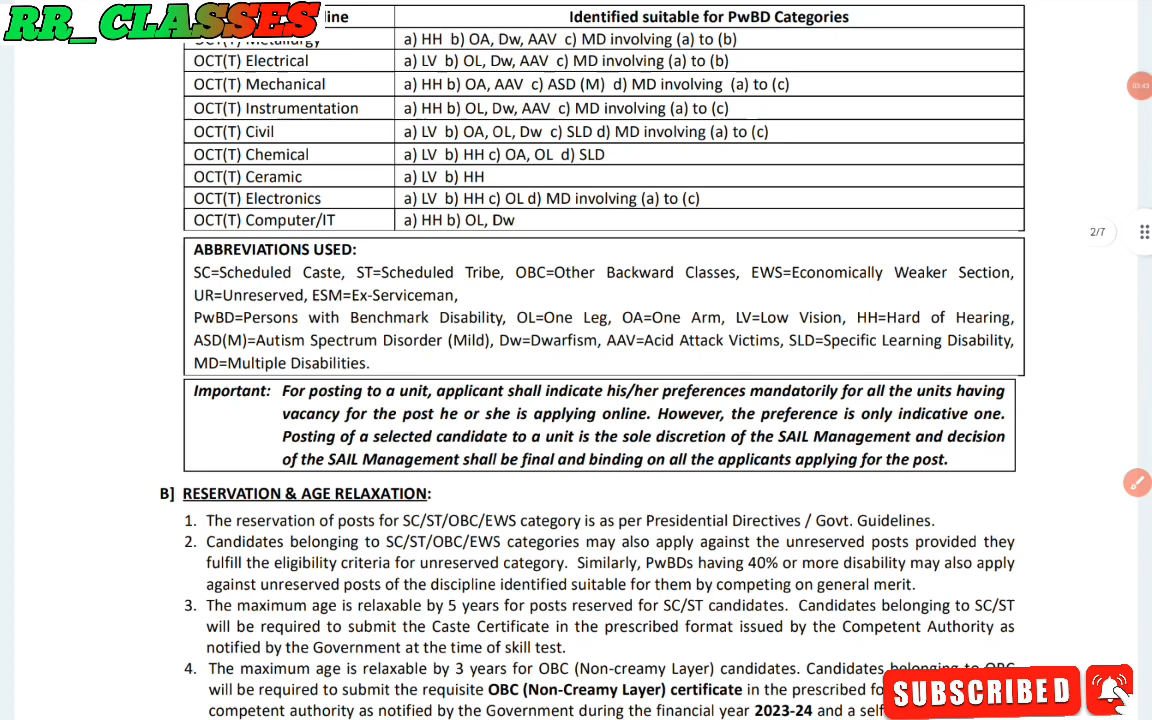 RR_CLASSES
line
Identified suitable for PwBD Categories
OCT(T) Metallurgy
a) HH b) OA, Dw, AAV c) MD involving (a) to (b)
OCT(T) Electrical
a) LV b) OL, Dw, AAV c) MD involving (a) to (b)
OCT(T) Mechanical
a) HH b) OA, AAV c) ASD (M) d) MD involving (a) to (c)
OCT(T) Instrumentation
a) HH b) OL, Dw, AAV c) MD involving (a) to (c)
OCT(T) Civil
a) LV b) OA, OL, Dw c) SLD d) MD involving (a) to (c)
OCT(T) Chemical
a) LV b) HH c) OA, OL d) SLD
OCT(T) Ceramic
a) LV b) HH
OCT(T) Electronics
a) LV b) HH c) OL d) MD involving (a) to (c)
OCT(T) Computer/IT
a) HH b) OL, Dw
03:43
2/7
ABBREVIATIONS USED:
SC=Scheduled Caste, ST=Scheduled Tribe, OBC=Other Backward Classes, EWS=Economically Weaker Section,
UR=Unreserved, ESM=Ex-Serviceman,
PwBD=Persons with Benchmark Disability, OL=One Leg, OA=One Arm, LV=Low Vision, HH=Hard of Hearing,
ASD(M)=Autism Spectrum Disorder (Mild), Dw=Dwarfism, AAV=Acid Attack Victims, SLD=Specific Learning Disability,
MD=Multiple Disabilities.
Important: For posting to a unit, applicant shall indicate his/her preferences mandatorily for all the units having
vacancy for the post he or she is applying online. However, the preference is only indicative one.
Posting of a selected candidate to a unit is the sole discretion of the SAIL Management and decision
of the SAIL Management shall be final and binding on all the applicants applying for the post.
B] RESERVATION & AGE RELAXATION:
1. The reservation of posts for SC/ST/OBC/EWS category is as per Presidential Directives / Govt. Guidelines.
2. Candidates belonging to SC/ST/OBC/EWS categories may also apply against the unreserved posts provided they
fulfill the eligibility criteria for unreserved category. Similarly, PwBDs having 40% or more disability may also apply
against unreserved posts of the discipline identified suitable for them by competing on general merit.
3. The maximum age is relaxable by 5 years for posts reserved for SC/ST candidates. Candidates belonging to SC/ST
will be required to submit the Caste Certificate in the prescribed format issued by the Competent Authority as
notified by the Government at the time of skill test.
4. The maximum age is relaxable by 3 years for OBC (Non-creamy Layer) candidates. Candidates belonging to OBC
will be required to submit the requisite OBC (Non-Creamy Layer) certificate in the prescribed fo
competent authority as notified by the Government during the financial year 2023-24 and a self
SUBSCRIBED